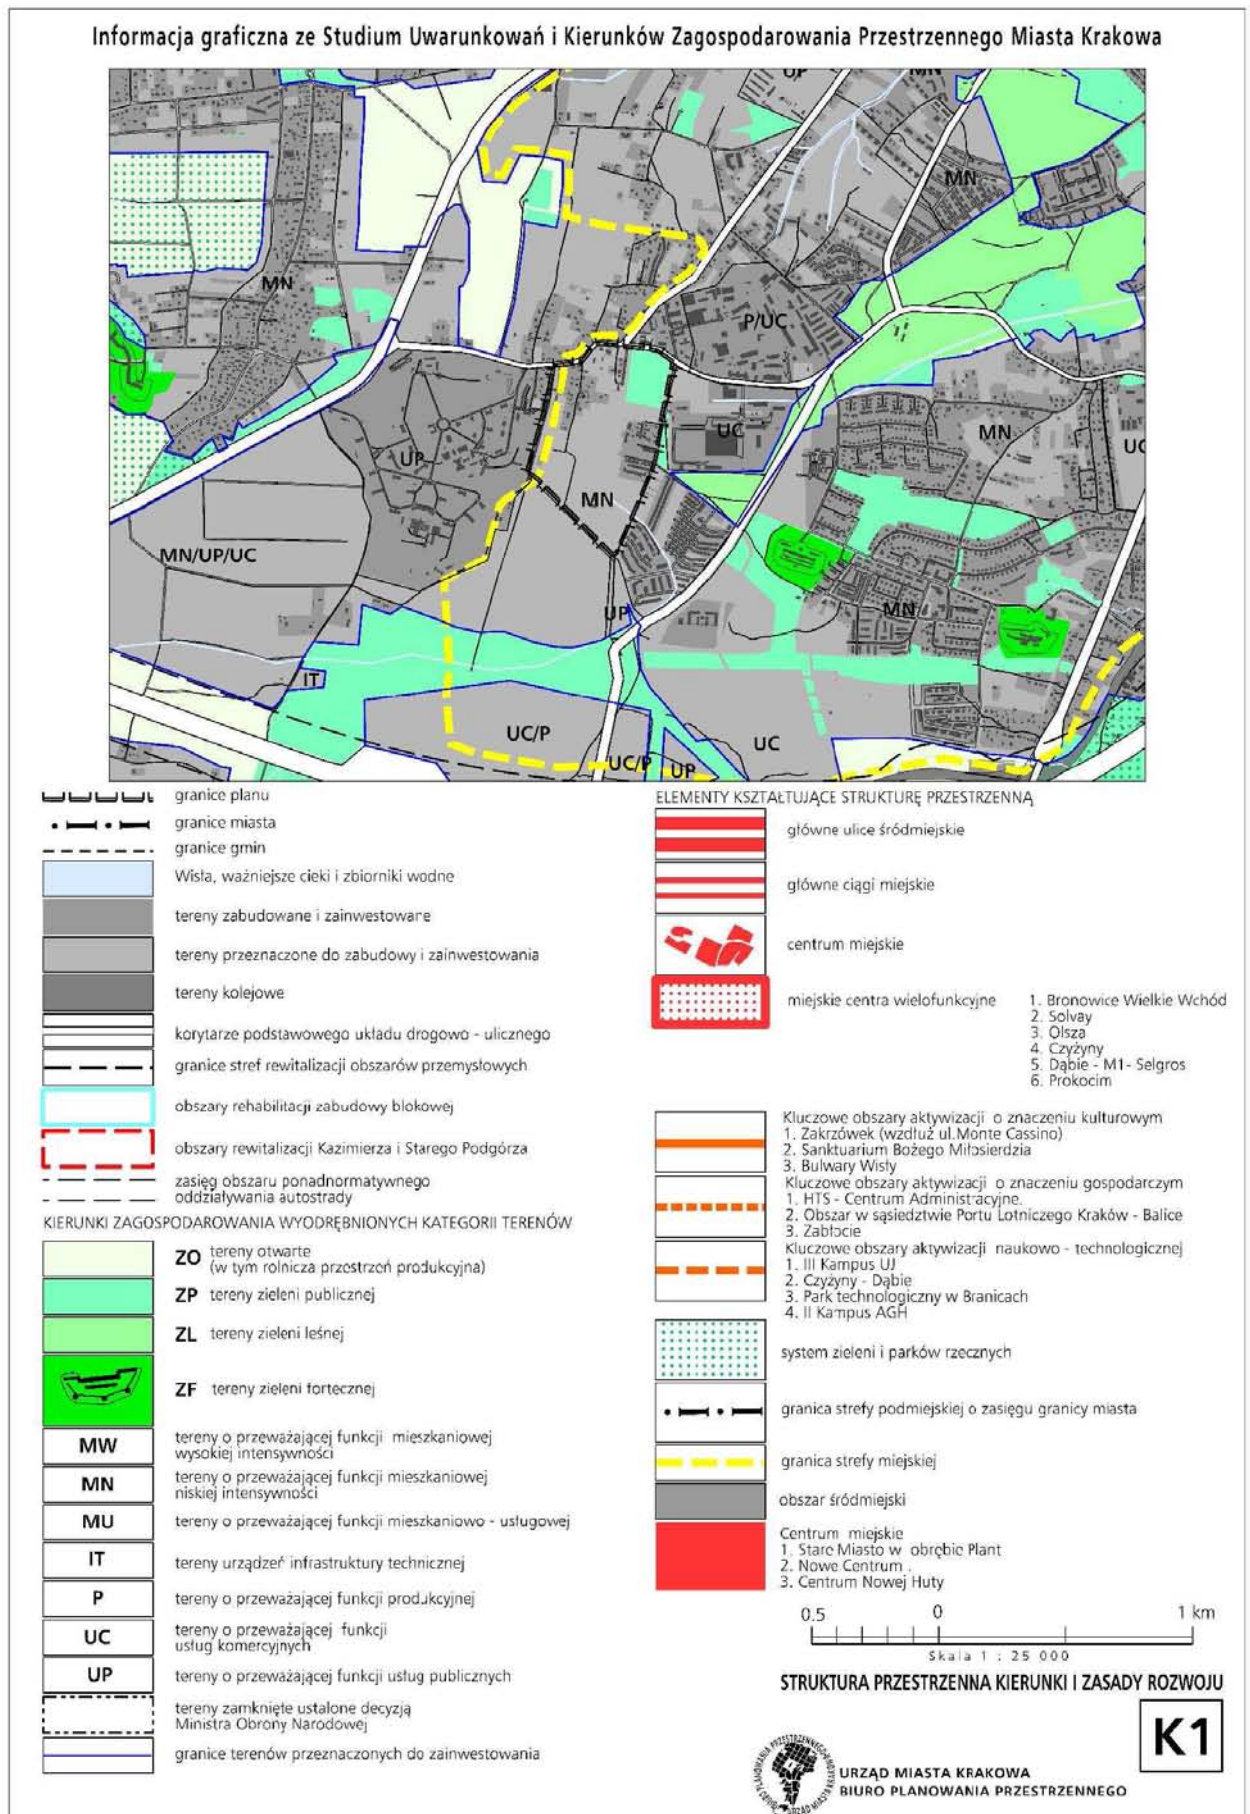 Informacja graficzna ze Studium Uwarunkowań i Kierunków Zagospodarowania Przestrzennego Miasta Krakowa
UP
MN
MN
MN
P/UC
UC
MN
UC
UP
MN
MN/UP/UC
UP
MN
IT
UC/P
UC
UC/P
UP
granice planu
granice miasta
granice gmin
Wisła, ważniejsze cieki i zbiorniki wodne
tereny zabudowane i zainwestowane
tereny przeznaczone do zabudowy i zainwestowania
tereny kolejowe
korytarze podstawowego układu drogowo - ulicznego
granice stref rewitalizacji obszarów przemysłowych
obszary rehabilitacji zabudowy blokowej
obszary rewitalizacji Kazimierza i Starego Podgórza
zasięg obszaru ponadnormatywnego
oddziaływania autostrady
KIERUNKI ZAGOSPODAROWANIA WYODRĘBNIONYCH KATEGORII TERENÓW
ZO tereny otwarte
(w tym rolnicza przestrzeń produkcyjna)
ZP tereny zieleni publicznej
ZL tereny zieleni leśnej
ZF tereny zieleni fortecznej
MW tereny o przeważającej funkcji mieszkaniowej
wysokiej intensywności
MN tereny o przeważającej funkcji mieszkaniowej
niskiej intensywności
MU tereny o przeważającej funkcji mieszkaniowo - usługowej
IT tereny urządzeń infrastruktury technicznej
P tereny o przeważającej funkcji produkcyjnej
UC tereny o przeważającej funkcji
usług komercyjnych
UP tereny o przeważającej funkcji usług publicznych
tereny zamknięte ustalone decyzją
Ministra Obrony Narodowej
granice terenów przeznaczonych do zainwestowania
ELEMENTY KSZTAŁTUJĄCE STRUKTURĘ PRZESTRZENNĄ
główne ulice śródmiejskie
główne ciągi miejskie
centrum miejskie
miejskie centra wielofunkcyjne
1. Bronowice Wielkie Wchód
2. Solvay
3. Olsza
4. Czyżyny
5. Dąbie - M1- Selgros
6. Prokocim
Kluczowe obszary aktywizacji o znaczeniu kulturowym
1. Zakrzówek (wzdłuż ul.Monte Cassino)
2. Sanktuarium Bożego Miłosierdzia
3. Bulwary Wisły
Kluczowe obszary aktywizacji o znaczeniu gospodarczym
1. HTS - Centrum Administracyjne.
2. Obszar w sąsiedztwie Portu Lotniczego Kraków - Balice
3. Zabłocie
Kluczowe obszary aktywizacji naukowo - technologicznej
1. III Kampus UJ
2. Czyżyny - Dąbie
3. Park technologiczny w Branicach
4. II Kampus AGH
system zieleni i parków rzecznych
granica strefy podmiejskiej o zasięgu granicy miasta
granica strefy miejskiej
obszar śródmiejski
Centrum miejskie
1. Stare Miasto w obrębie Plant
2. Nowe Centrum .
3. Centrum Nowej Huty
0.5 0 1 km
Skala 1 : 25 000
STRUKTURA PRZESTRZENNA KIERUNKI I ZASADY ROZWOJU
K1
URZĄD MIASTA KRAKOWA
BIURO PLANOWANIA PRZESTRZENNEGO